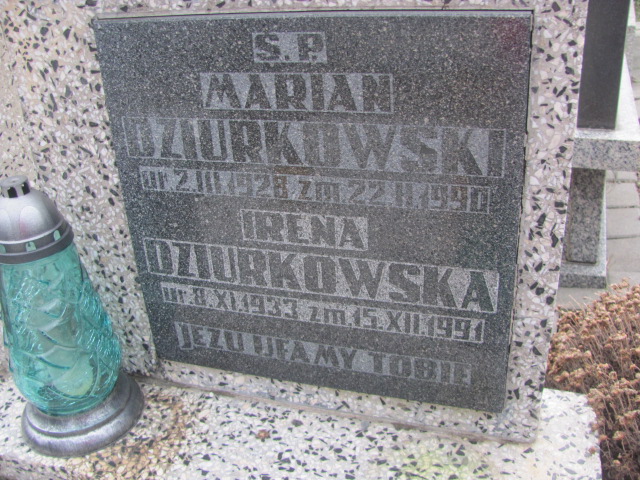 Ś.P.
MARIAN
DZIURKOWSKI
ur. 2.III.1928 zm. 22.II.1990
IRENA
DZIURKOWSKA
ur. 8.XI.1933 zm. 15.XII.1991
JEZU UFAMY TOBIE